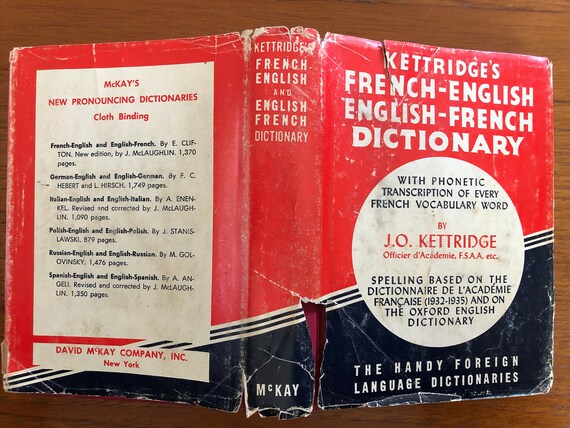 McKAY'S
NEW PRONOUNCING DICTIONARIES
Cloth Binding
French-English and English-French. By E. CLIF-
TON. New edition, by J. McLAUGHLIN. 1,370
pages.
German-English and English-German. By F. C.
HEBERT and L. HIRSCH. 1,749 pages.
Italian-English and English-Italian. By A. ENEN-
KEL. Revised and corrected by J. McLAUGH-
LIN. 1,090 pages.
Polish-English and English-Polish. By J. STANIS-
LAWSKI. 879 pages.
Russian-English and English-Russian. By M. GOL-
OVINSKY. 1,476 pages.
Spanish-English and English-Spanish. By A. AN-
GELI. Revised and corrected by J. McLAUGH-
LIN. 1,350 pages.
DAVID McKAY COMPANY, INC.
New York
KETTRIDGE'S
FRENCH
ENGLISH
AND
ENGLISH
FRENCH
DICTIONARY
McKAY
KETTRIDGE'S
FRENCH-ENGLISH
ENGLISH-FRENCH
DICTIONARY
WITH PHONETIC
TRANSCRIPTION OF EVERY
FRENCH VOCABULARY WORD
BY
J.O. KETTRIDGE
Officier d'Académie, F.S.A.A. etc.
SPELLING BASED ON THE
DICTIONNAIRE DE L'ACADÉMIE
FRANÇAISE (1932-1935) AND ON
THE OXFORD ENGLISH
DICTIONARY
THE HANDY FOREIGN
LANGUAGE DICTIONARIES